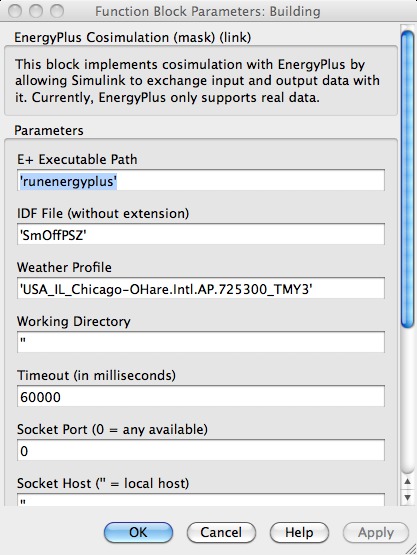 Function Block Parameters: Building
EnergyPlus Cosimulation (mask) (link)
This block implements cosimulation with EnergyPlus by
allowing Simulink to exchange input and output data with
it. Currently, EnergyPlus only supports real data.
Parameters
E+ Executable Path
'runenergyplus'
IDF File (without extension)
'SmOffPSZ'
Weather Profile
'USA_IL_Chicago-OHare.Intl.AP.725300_TMY3'
Working Directory
''
Timeout (in milliseconds)
60000
Socket Port (0 = any available)
0
Socket Host ('' = local host)
''
OK Cancel Help Apply